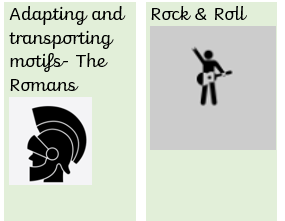 Adapting and
transporting
motifs- The
Romans
Rock & Roll